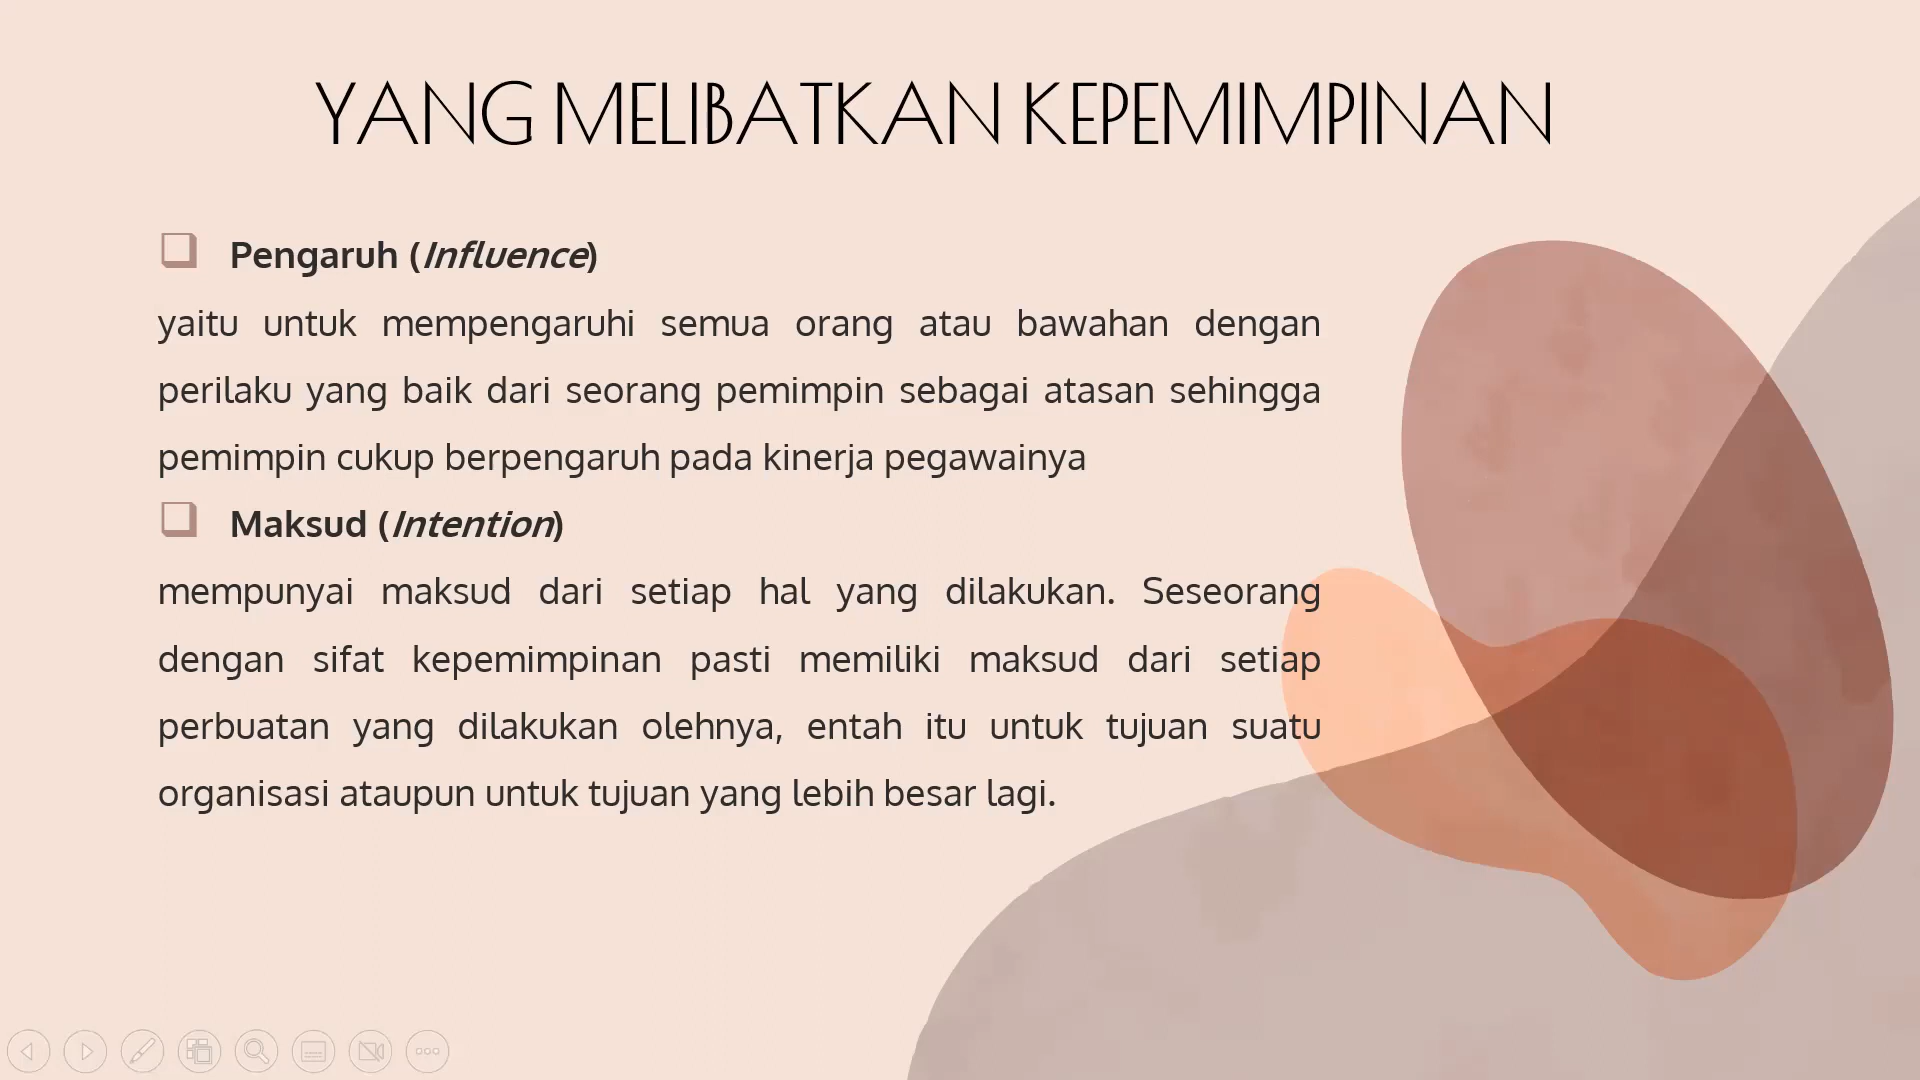 YANG MELIBATKAN KEPEMIMPINAN
Pengaruh (Influence)
yaitu untuk mempengaruhi semua orang atau bawahan dengan
perilaku yang baik dari seorang pemimpin sebagai atasan sehingga
pemimpin cukup berpengaruh pada kinerja pegawainya
Maksud (Intention)
mempunyai maksud dari setiap hal yang dilakukan. Seseorang
dengan sifat kepemimpinan pasti memiliki maksud dari setiap
perbuatan yang dilakukan olehnya, entah itu untuk tujuan suatu
organisasi ataupun untuk tujuan yang lebih besar lagi.